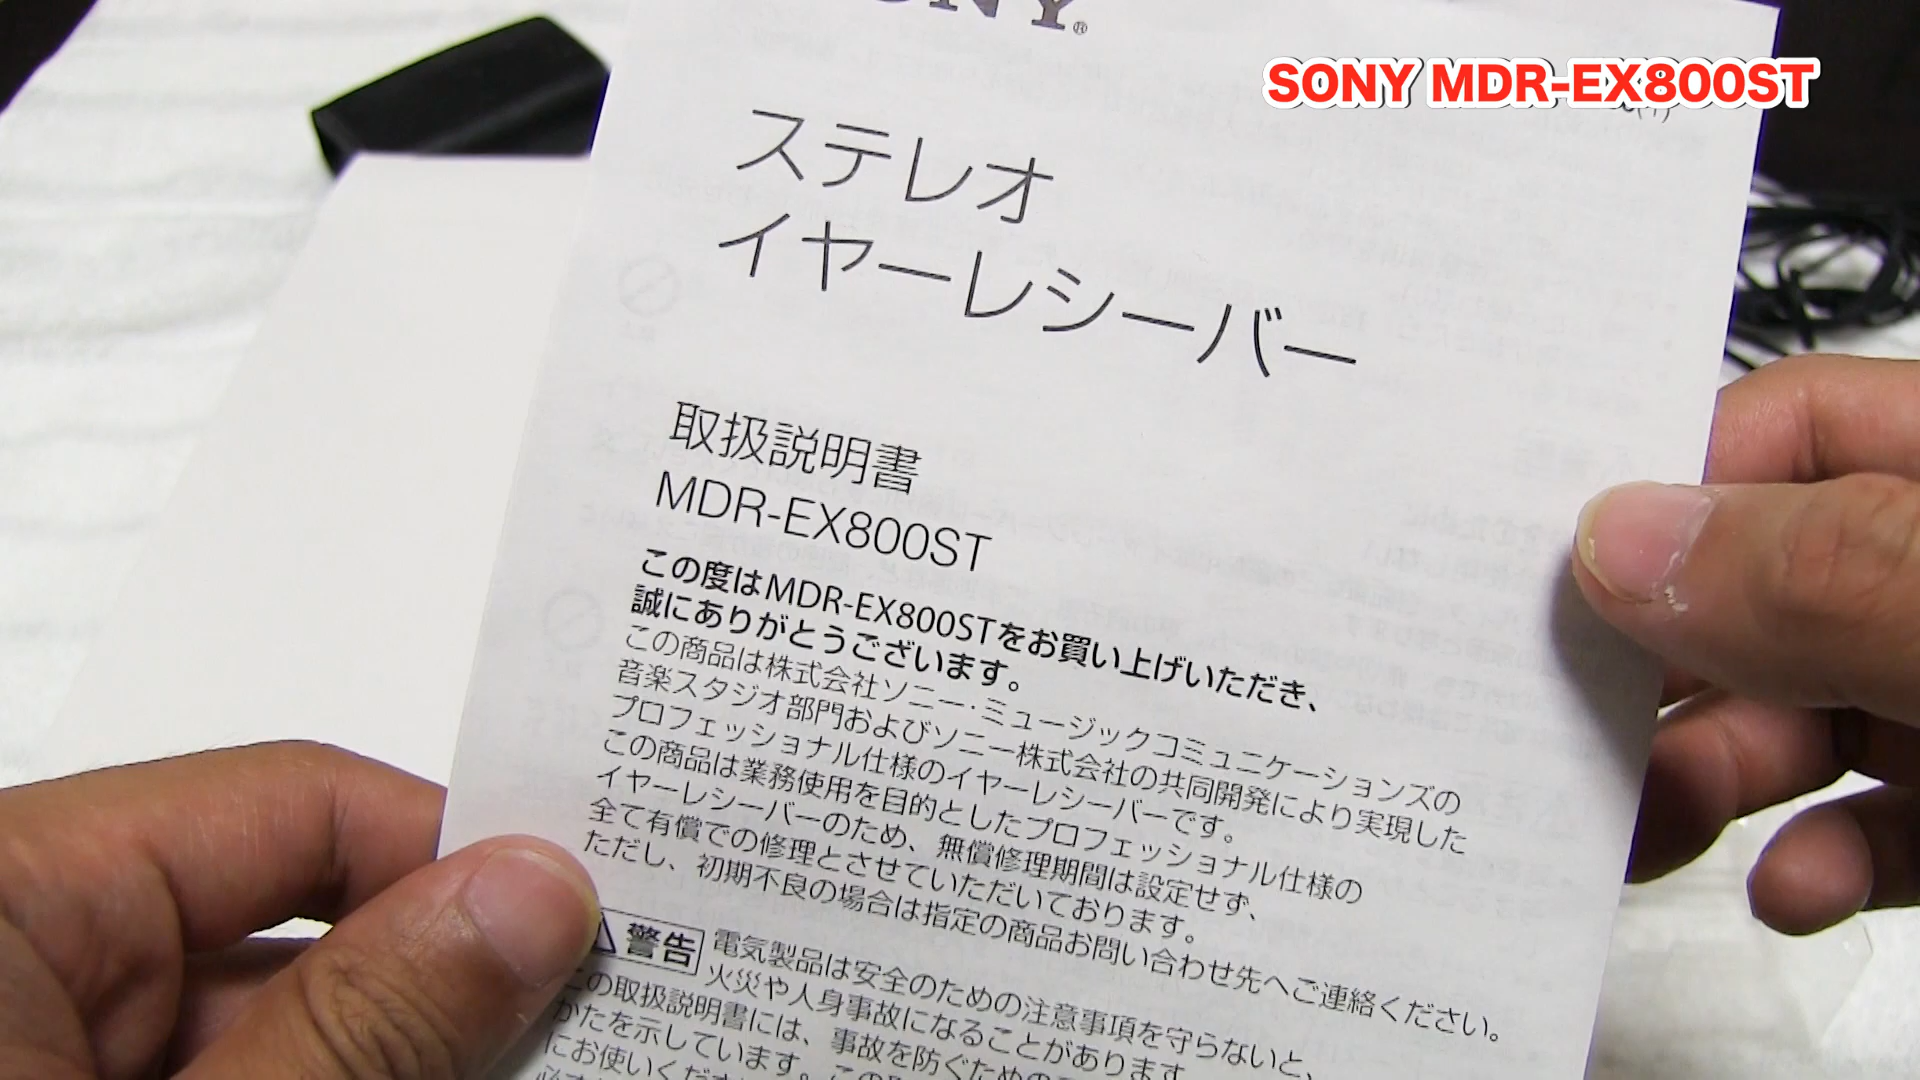 SONY MDR-EX800ST
ステレオ
イヤーレシーバー
取扱説明書
MDR-EX800ST
この度はMDR-EX800STをお買い上げいただき、
誠にありがとうございます。
この商品は株式会社ソニー・ミュージックコミュニケーションズの
音楽スタジオ部門およびソニー株式会社の共同開発により実現した
プロフェッショナル仕様のイヤーレシーバーです。
この商品は業務使用を目的としたプロフェッショナル仕様の
イヤーレシーバーのため、無償修理期間は設定せず、
全て有償での修理とさせていただいております。
ただし、初期不良の場合は指定の商品お問い合わせ先へご連絡ください。
警告 電気製品は安全のための注意事項を守らないと、
火災や人身事故になることがあります
この取扱説明書には、事故を防ぐための
かたを示しています。この
にお使いくだ